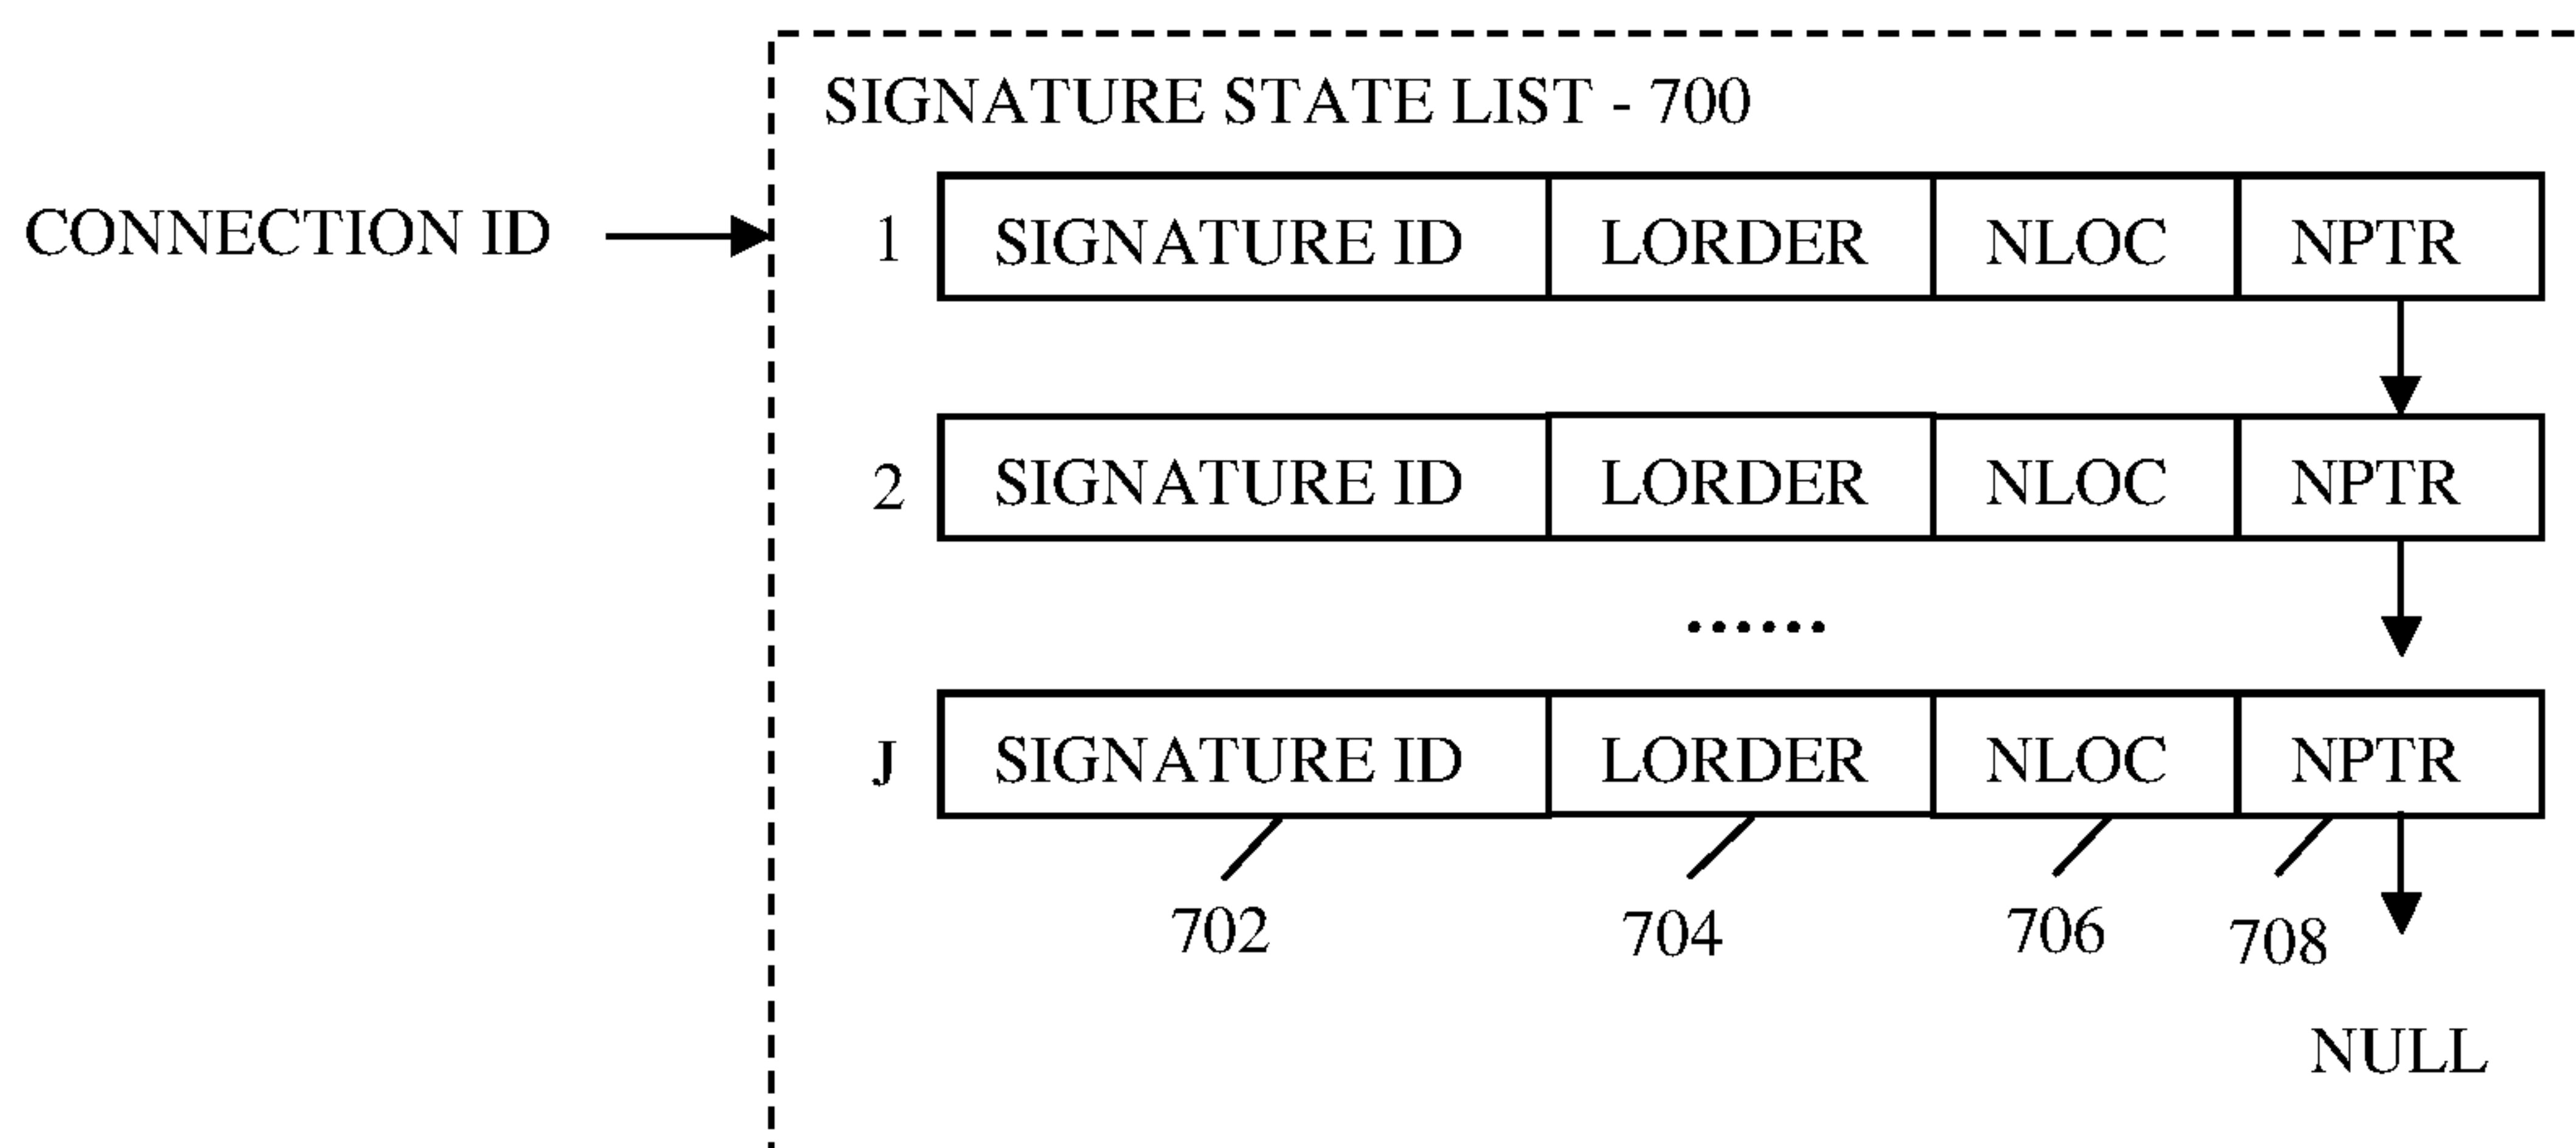 SIGNATURE STATE LIST - 700
CONNECTION ID
1 SIGNATURE ID LORDER NLOC NPTR
2 SIGNATURE ID LORDER NLOC NPTR
......
J SIGNATURE ID LORDER NLOC NPTR
702 704 706 708
NULL